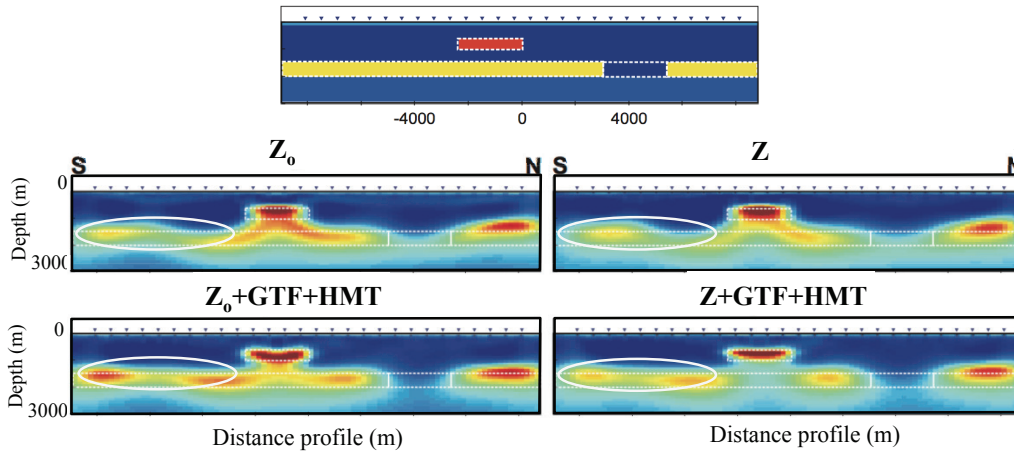 -4000 0 4000
Zo Z
S N
0
Depth (m)
3000
Zo+GTF+HMT Z+GTF+HMT
0
Depth (m)
3000
Distance profile (m) Distance profile (m)